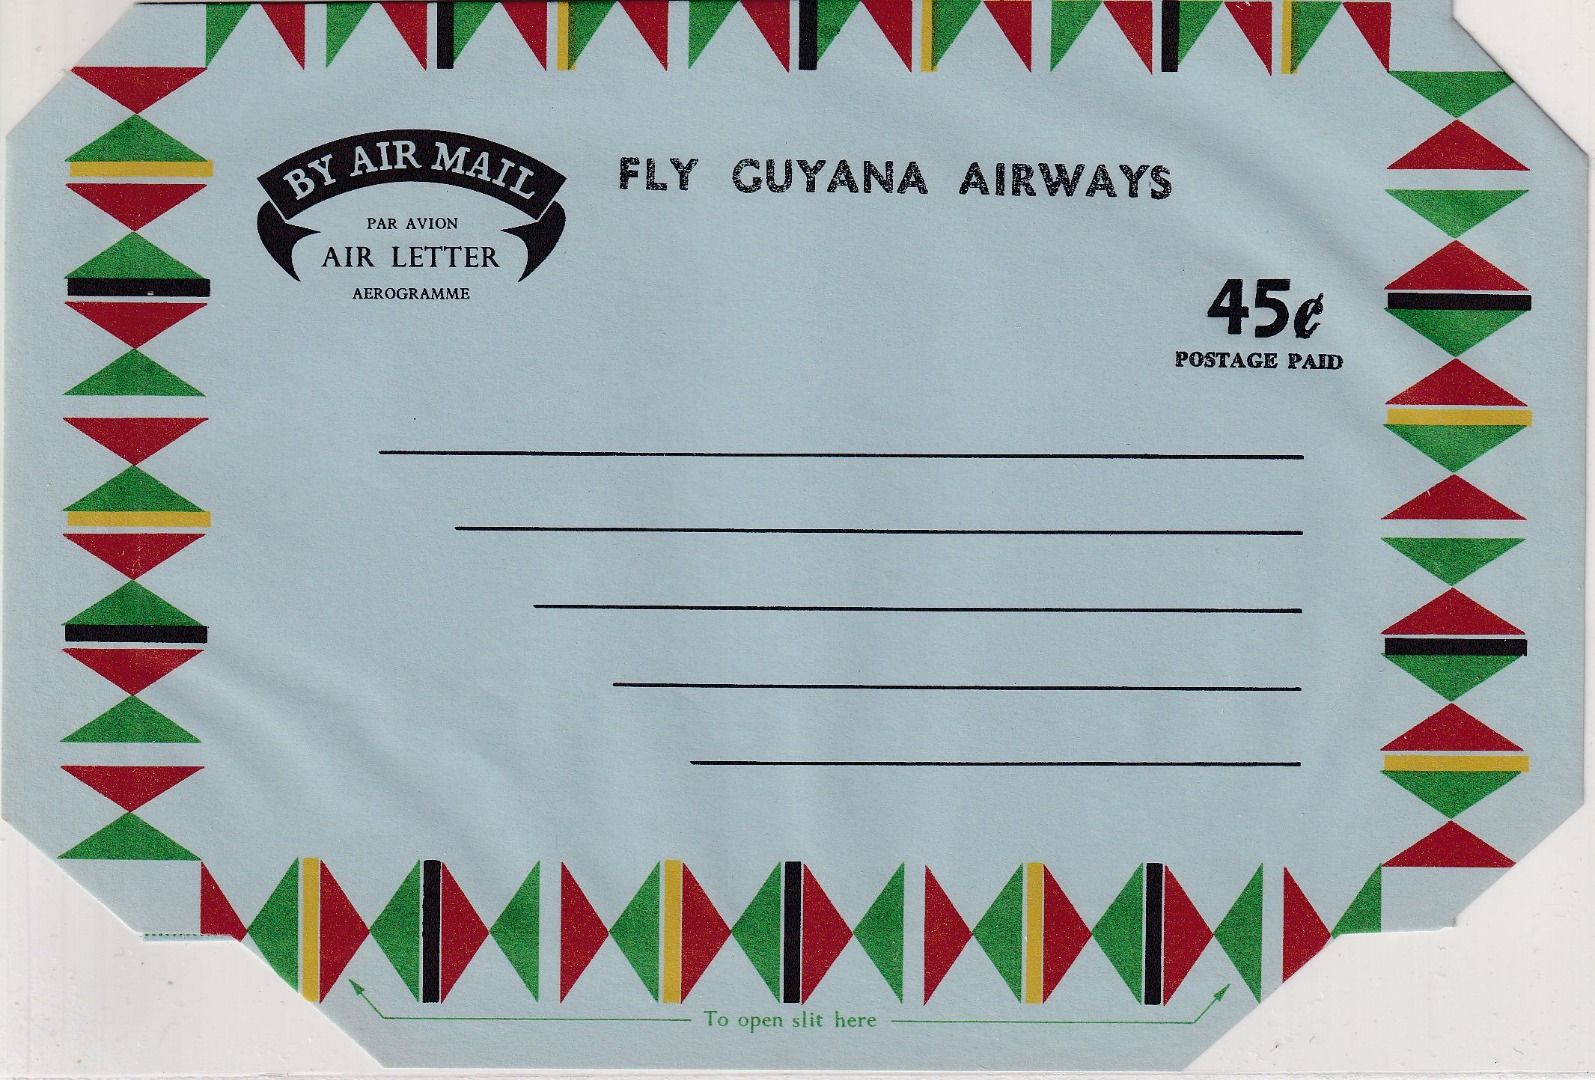 BY AIR MAIL
PAR AVION
AIR LETTER
AEROGRAMME
FLY GUYANA AIRWAYS
45¢
POSTAGE PAID
To open slit here